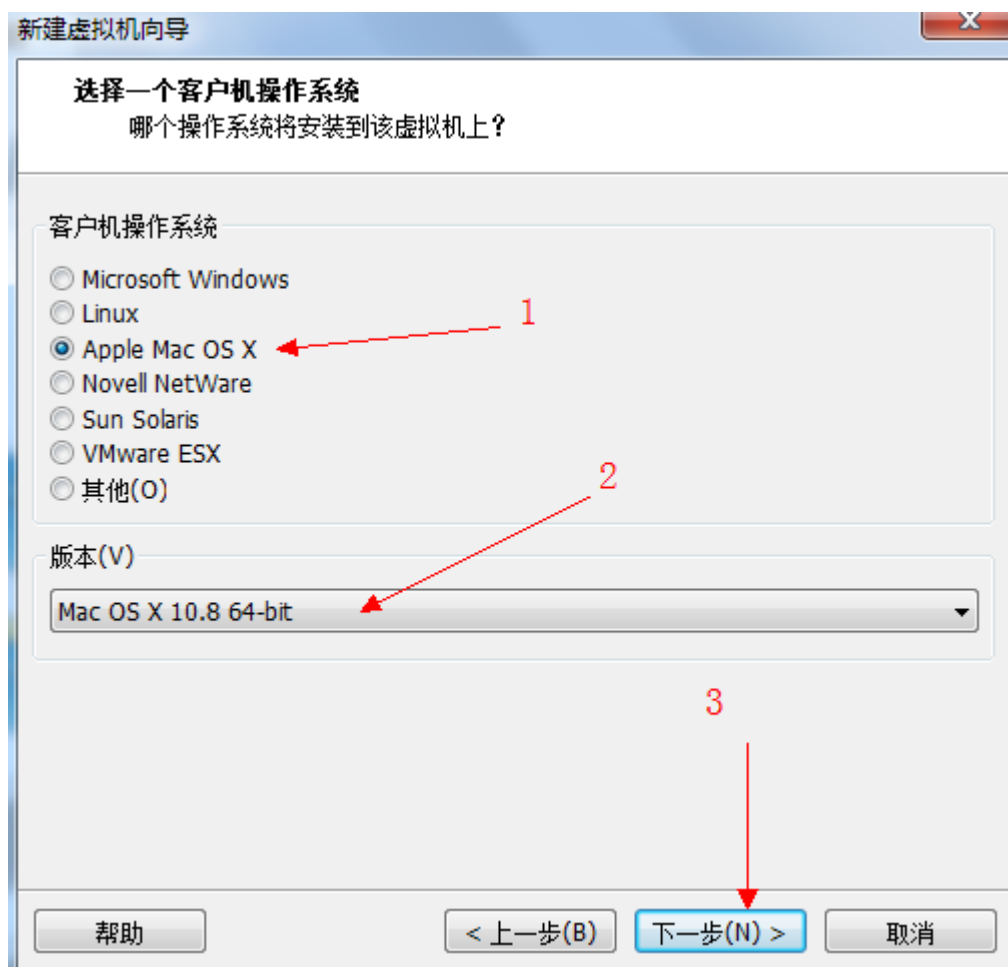 新建虚拟机向导
X
选择一个客户机操作系统
哪个操作系统将安装到该虚拟机上?
客户机操作系统
Microsoft Windows
Linux
1
Apple Mac OS X
Novell NetWare
Sun Solaris
VMware ESX
2
其他(O)
版本(V)
Mac OS X 10.8 64-bit
3
帮助
< 上一步(B)
下一步(N) >
取消